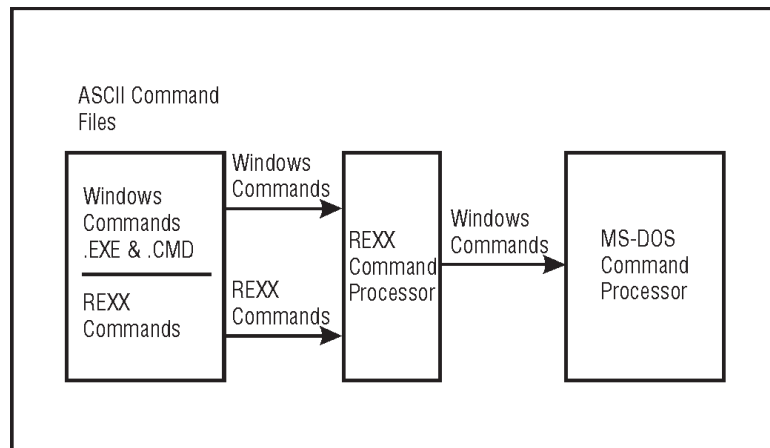 ASCII Command
Files
Windows
Commands
.EXE & .CMD
REXX
Commands
Windows
Commands
REXX
Commands
REXX
Command
Processor
Windows
Commands
MS-DOS
Command
Processor